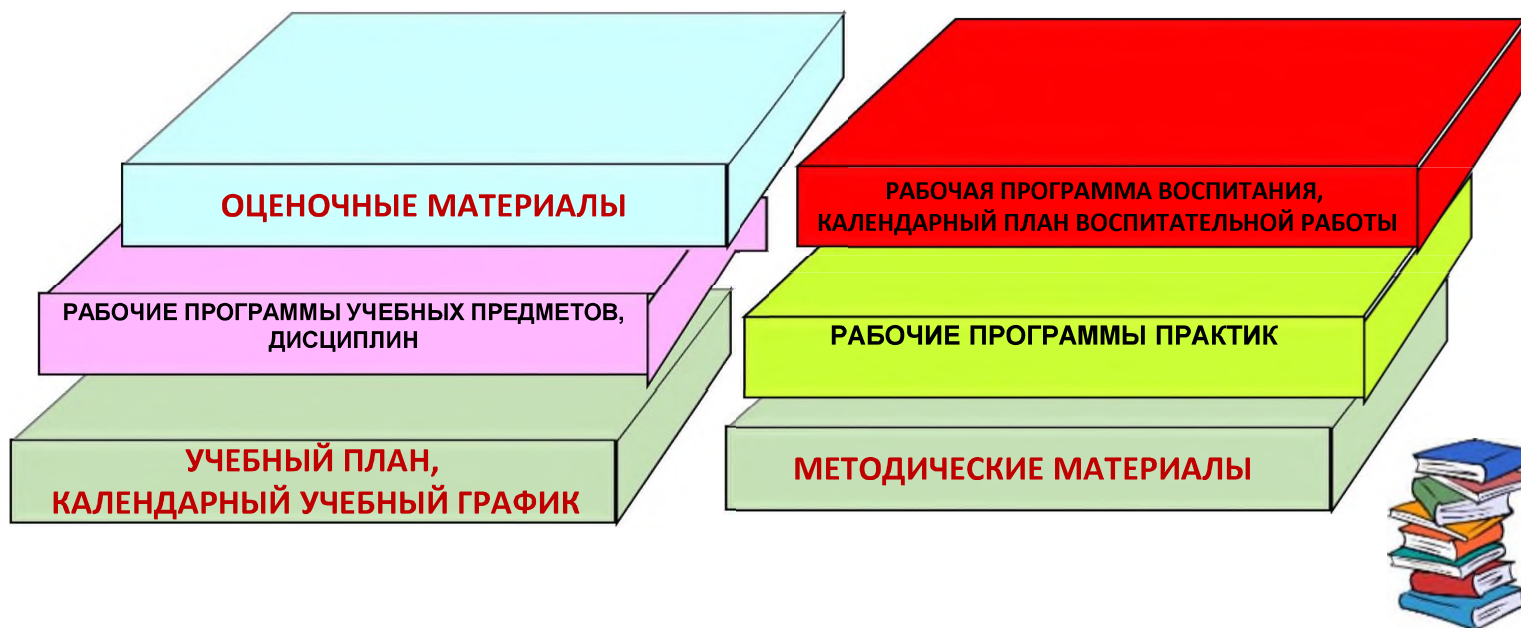 ОЦЕНОЧНЫЕ МАТЕРИАЛЫ
РАБОЧИЕ ПРОГРАММЫ УЧЕБНЫХ ПРЕДМЕТОВ,
ДИСЦИПЛИН
УЧЕБНЫЙ ПЛАН,
КАЛЕНДАРНЫЙ УЧЕБНЫЙ ГРАФИК
РАБОЧАЯ ПРОГРАММА ВОСПИТАНИЯ,
КАЛЕНДАРНЫЙ ПЛАН ВОСПИТАТЕЛЬНОЙ РАБОТЫ
РАБОЧИЕ ПРОГРАММЫ ПРАКТИК
МЕТОДИЧЕСКИЕ МАТЕРИАЛЫ